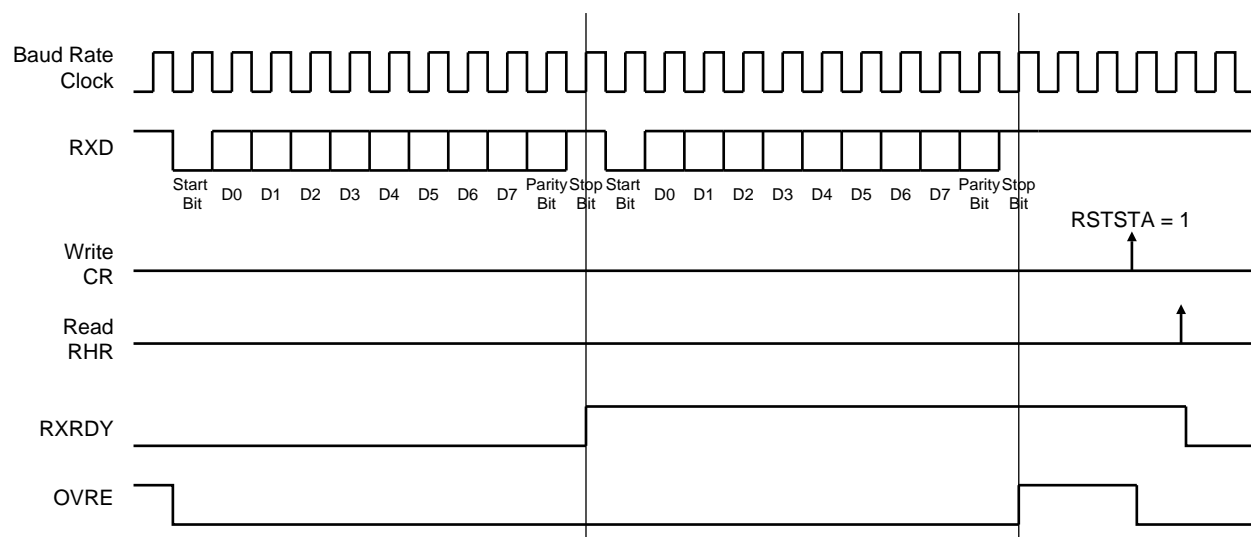 Baud Rate
Clock
RXD
Start
Bit
D0
D1
D2
D3
D4
D5
D6
D7
Parity
Bit
Stop
Bit
Start
Bit
D0
D1
D2
D3
D4
D5
D6
D7
Parity
Bit
Stop
Bit
RSTSTA = 1
Write
CR
Read
RHR
RXRDY
OVRE